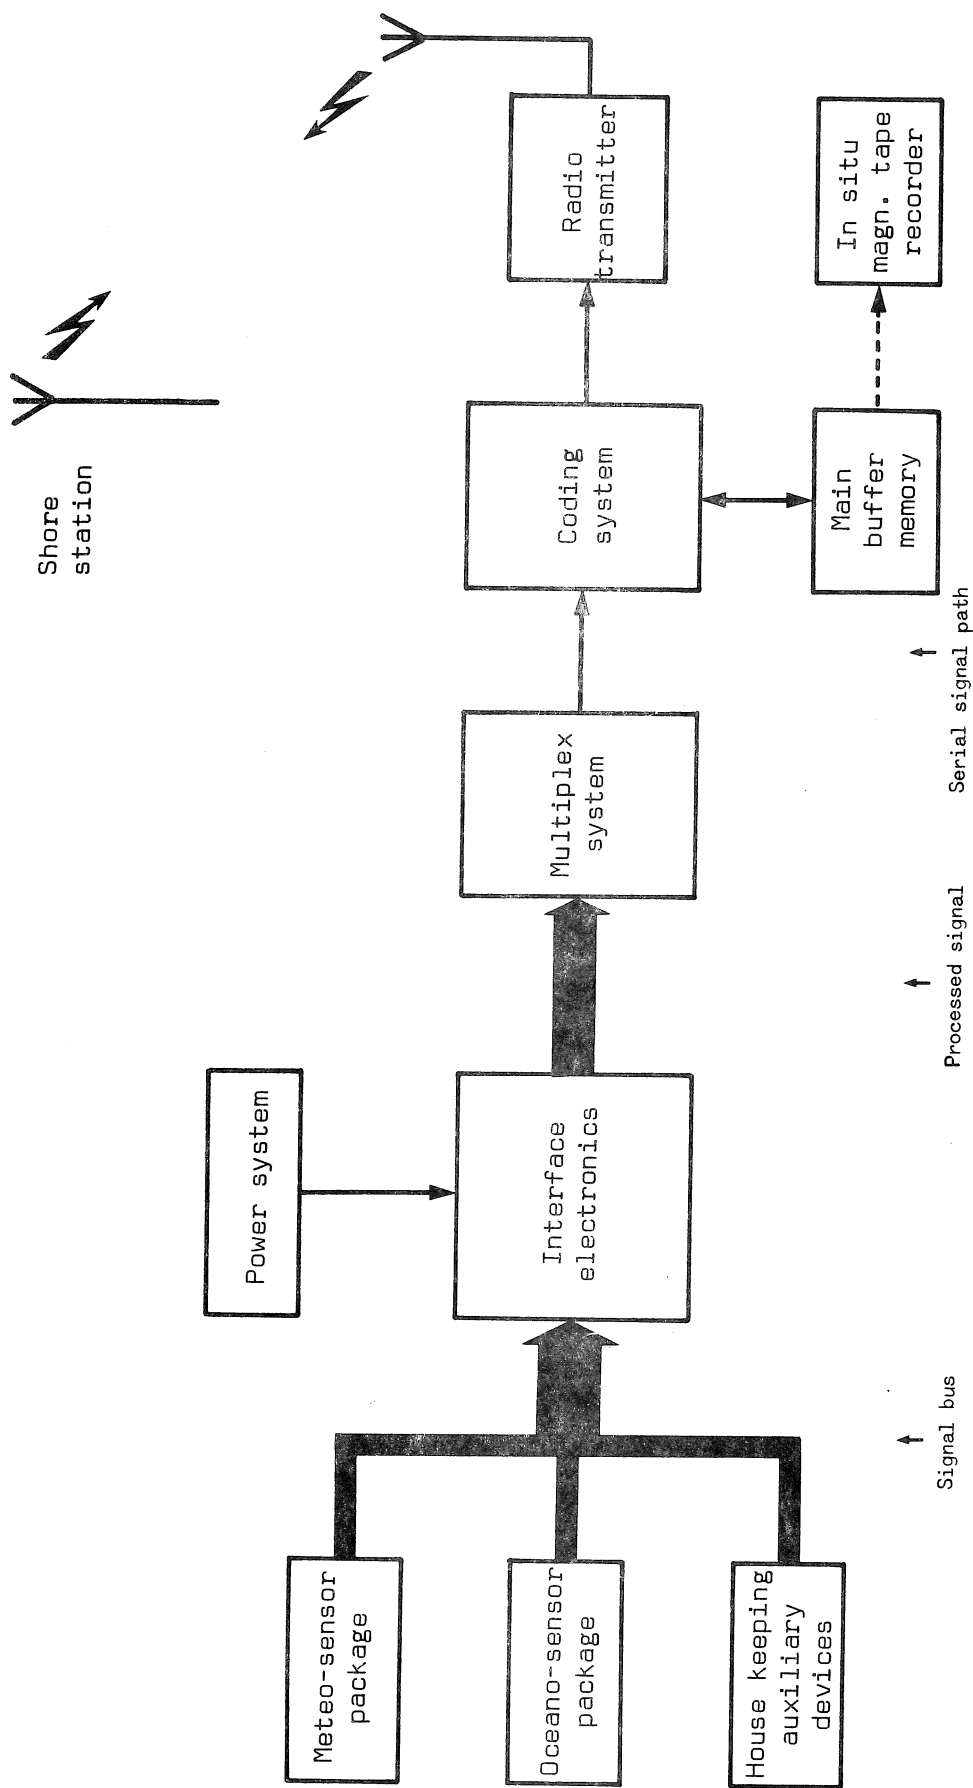 Shore
station
Power system
Meteo-sensor
package
Oceano-sensor
package
House keeping
auxiliary
devices
Interface
electronics
Multiplex
system
Coding
system
Radio
transmitter
Main
buffer
memory
In situ
magn. tape
recorder
Signal bus
Processed signal
Serial signal path